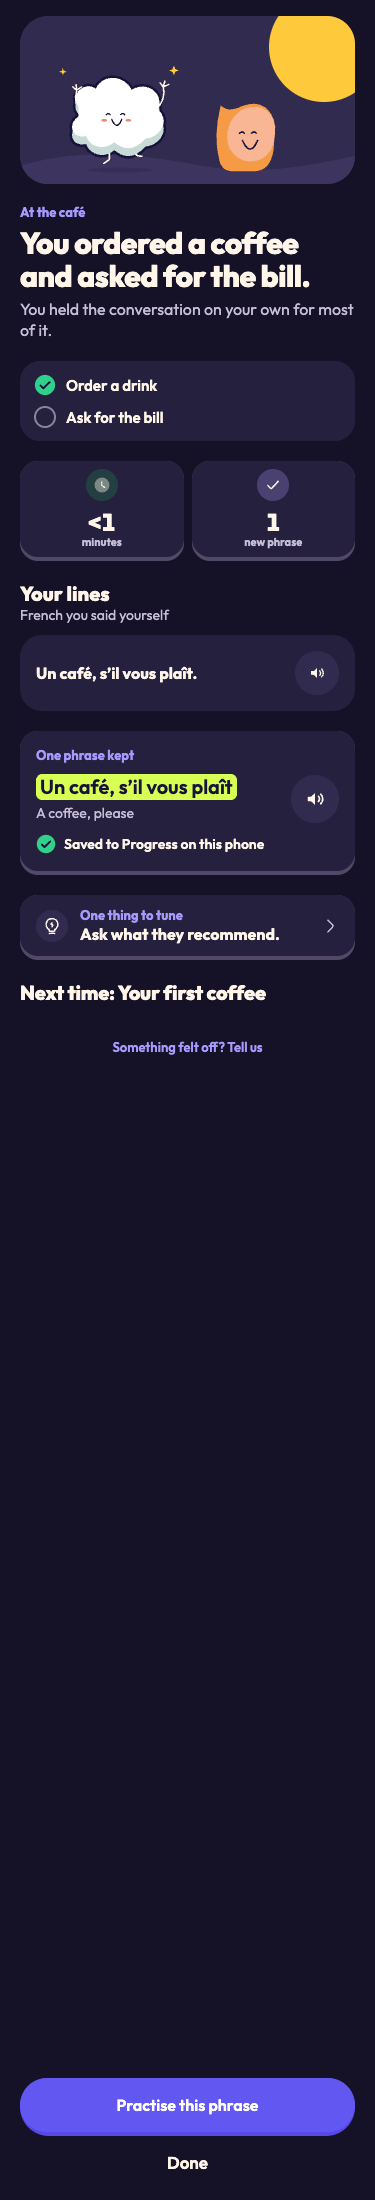 At the café
You ordered a coffee
and asked for the bill.
You held the conversation on your own for most
of it.
Order a drink
Ask for the bill
<1
minutes
1
new phrase
Your lines
French you said yourself
Un café, s’il vous plaît.
One phrase kept
Un café, s’il vous plaît
A coffee, please
Saved to Progress on this phone
One thing to tune
Ask what they recommend.
Next time: Your first coffee
Something felt off? Tell us
Practise this phrase
Done